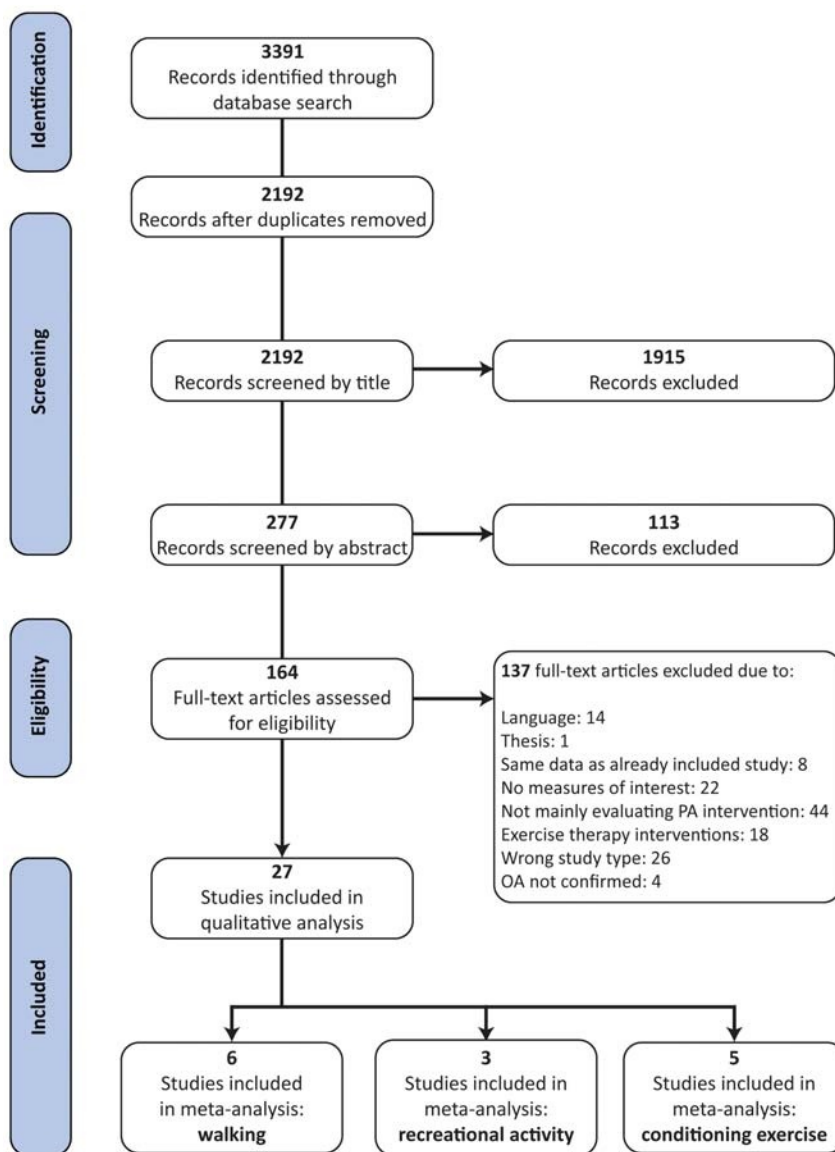 Identification
3391
Records identified through
database search
2192
Records after duplicates removed
Screening
2192
Records screened by title
1915
Records excluded
277
Records screened by abstract
113
Records excluded
Eligibility
164
Full-text articles assessed
for eligibility
137 full-text articles excluded due to:
Language: 14
Thesis: 1
Same data as already included study: 8
No measures of interest: 22
Not mainly evaluating PA intervention: 44
Exercise therapy interventions: 18
Wrong study type: 26
OA not confirmed: 4
Included
27
Studies included in
qualitative analysis
6
Studies included
in meta-analysis:
walking
3
Studies included in
meta-analysis:
recreational activity
5
Studies included in
meta-analysis:
conditioning exercise